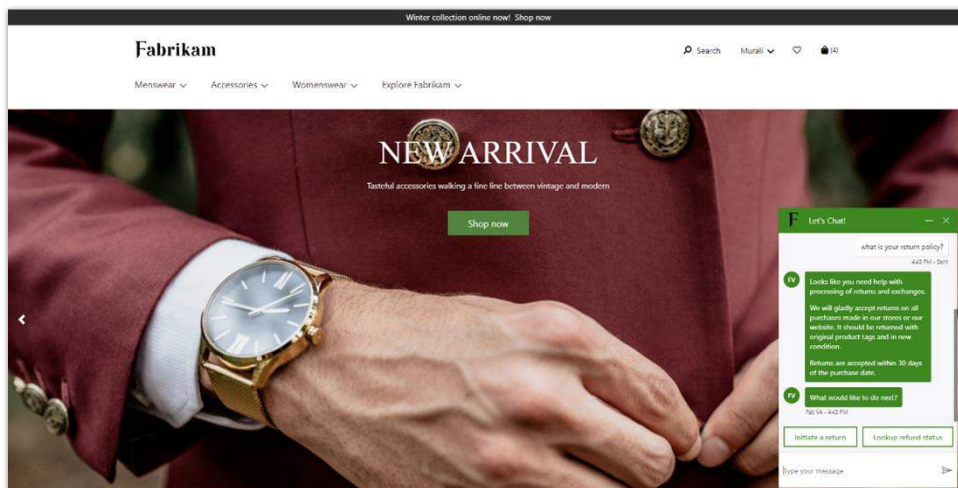 Winter collection online now! Shop now
Fabrikam
Search
Murali
(4)
Menswear
Accessories
Womenswear
Explore Fabrikam
NEW ARRIVAL
Tasteful accessories walking a fine line between vintage and modern
Shop now
F
Let's Chat!
what is your return policy?
4:43 PM - Sent
FV
Looks like you need help with
processing of returns and exchanges.
We will gladly accept returns on all
purchases made in our stores or our
website. It should be returned with
original product tags and in new
condition.
Returns are accepted within 30 days
of the purchase date.
FV
What would like to do next?
VA - 4:43 PM
Initiate a return
Lookup refund status
Type your message